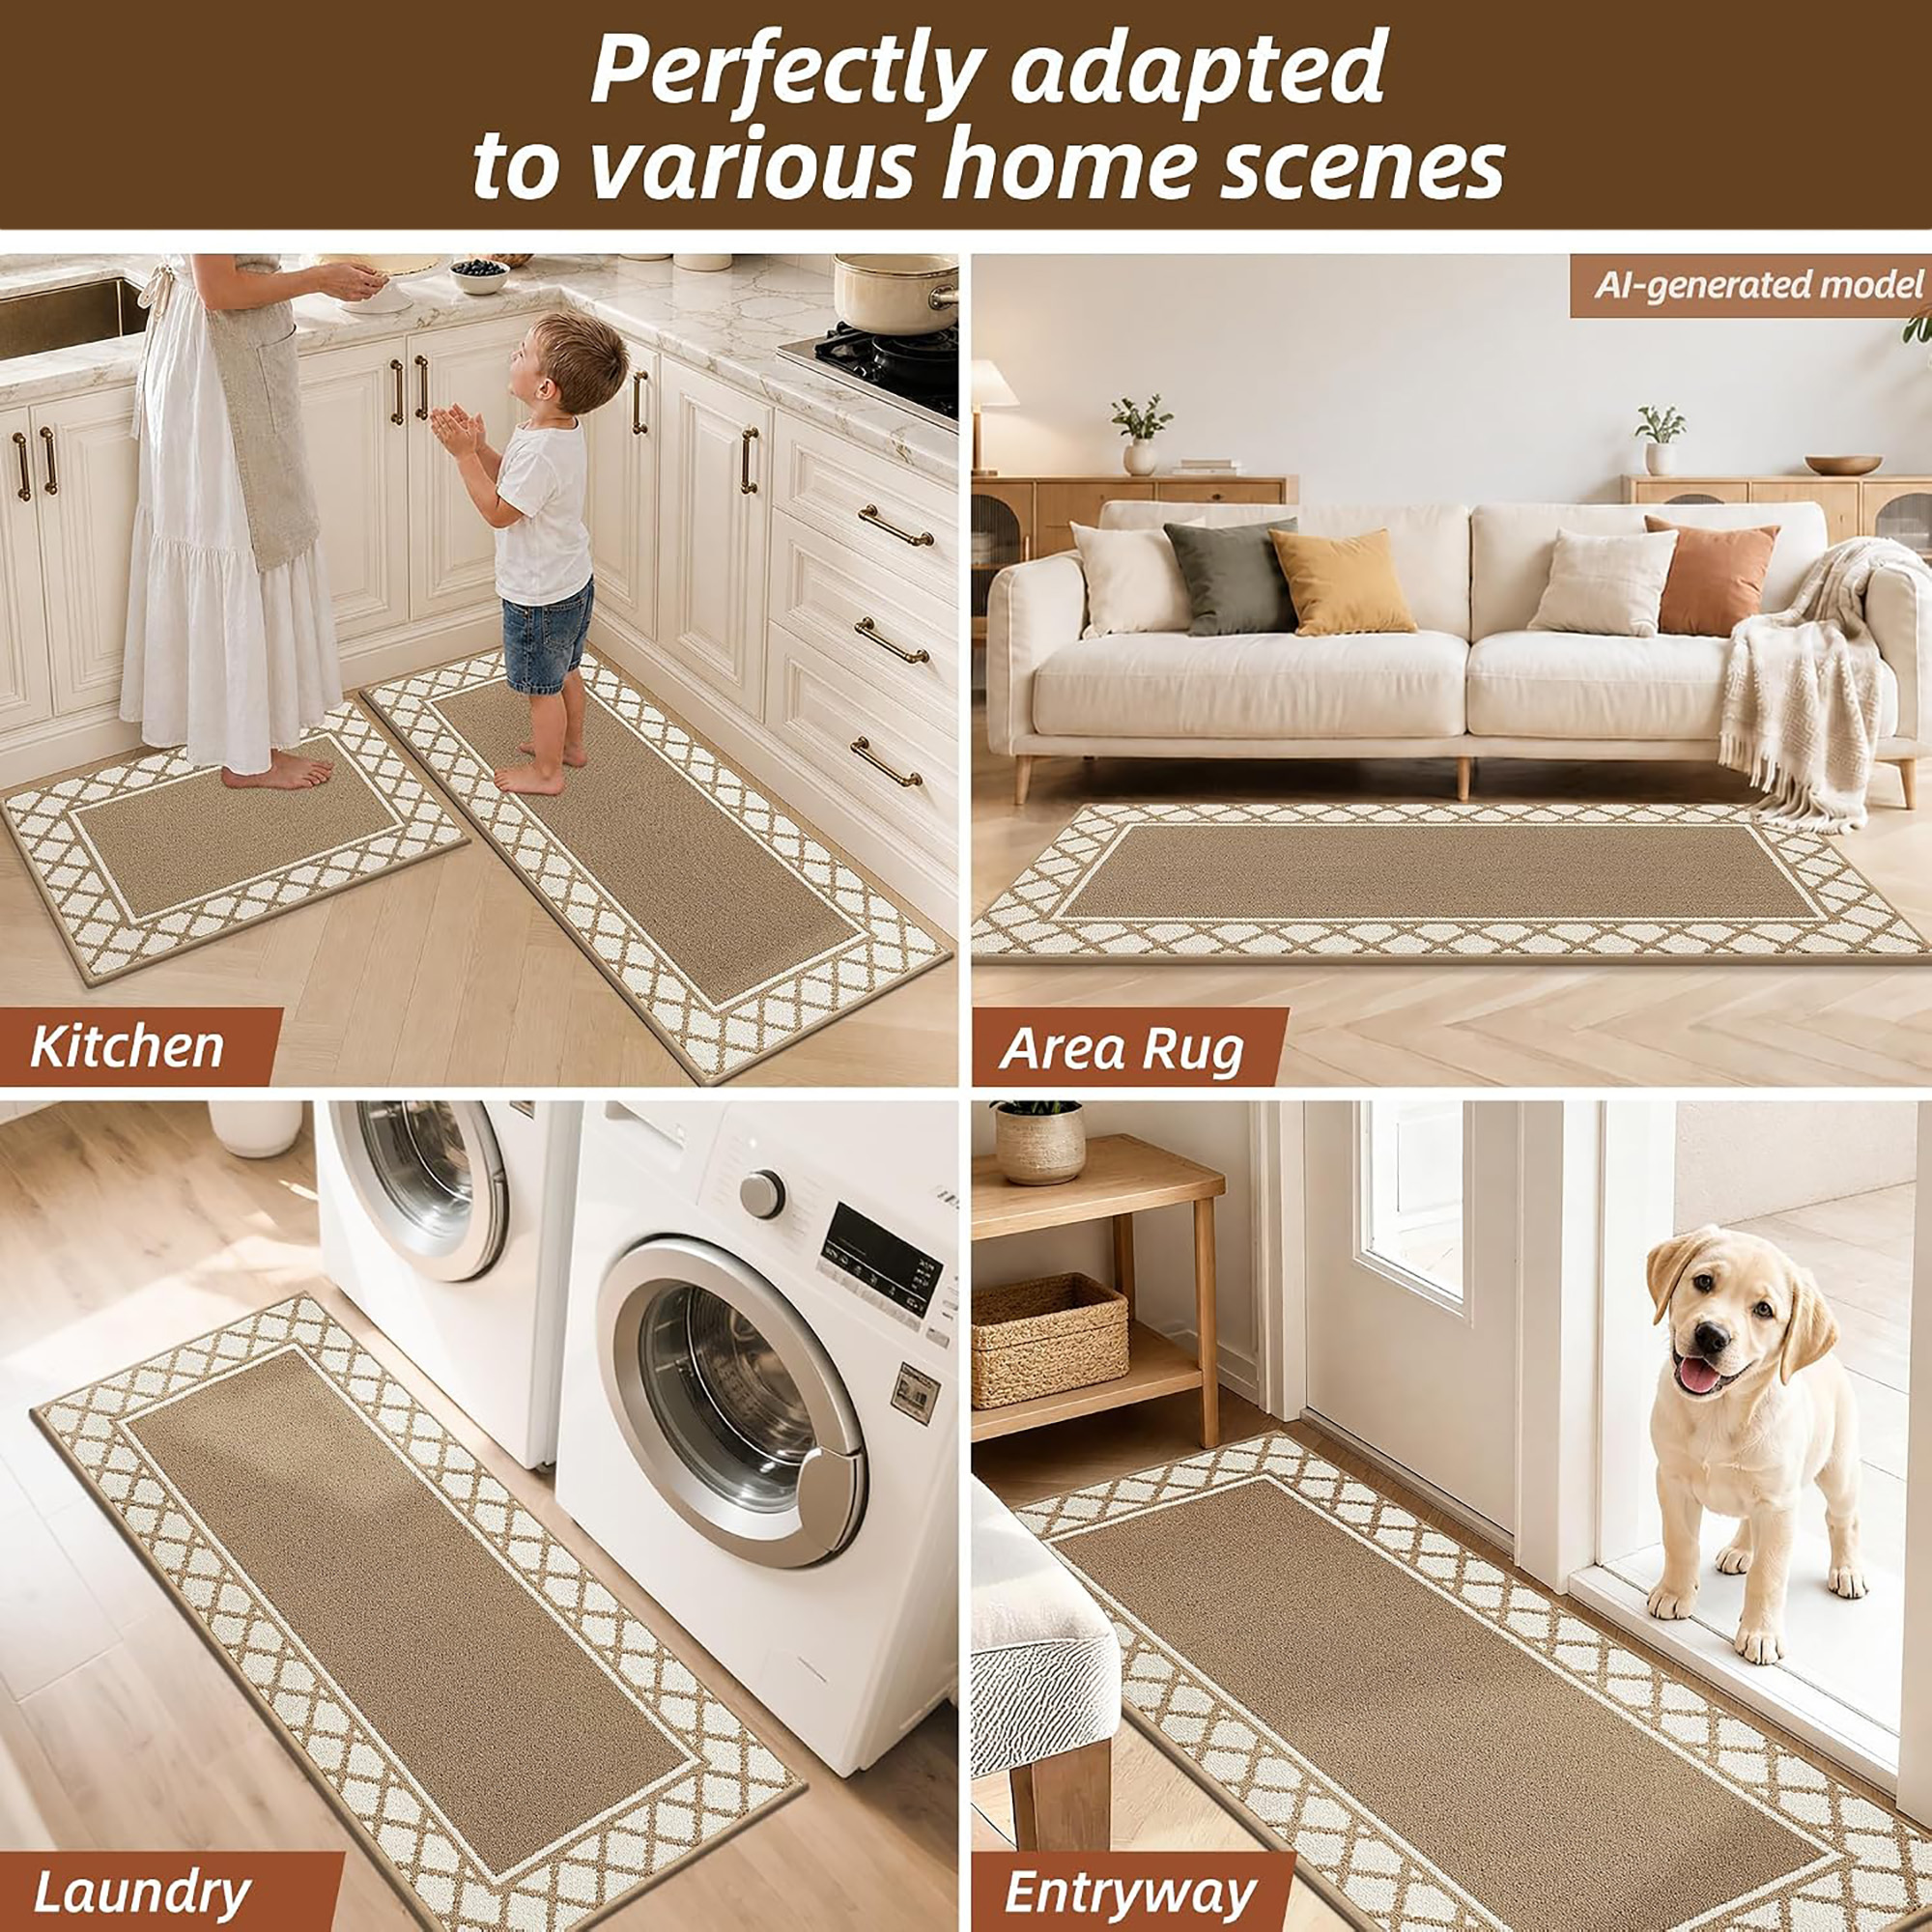 Perfectly adapted
to various home scenes
AI-generated model
Kitchen
Area Rug
Laundry
Entryway